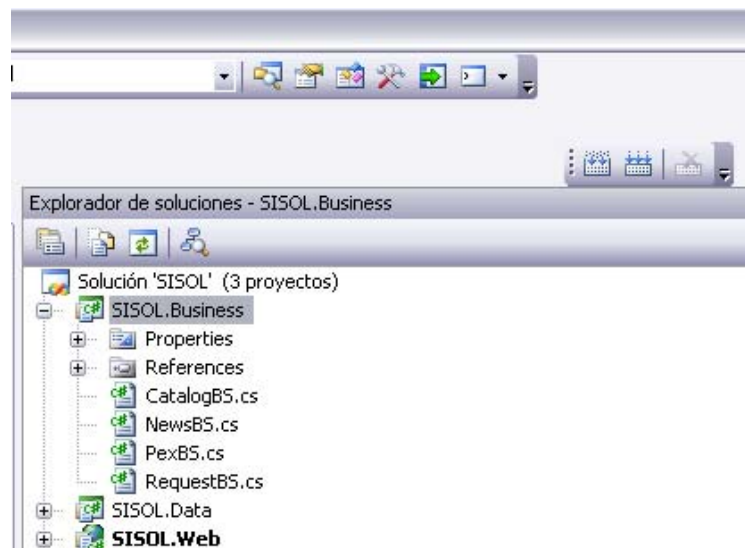 Explorador de soluciones - SISOL.Business
Solución 'SISOL' (3 proyectos)
SISOL.Business
Properties
References
CatalogBS.cs
NewsBS.cs
PexBS.cs
RequestBS.cs
SISOL.Data
SISOL.Web